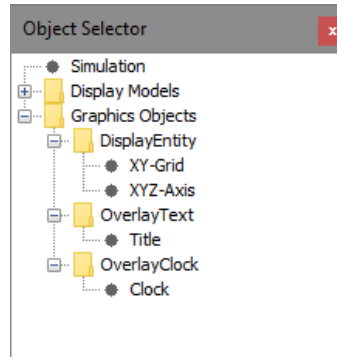 Object Selector
x
Simulation
Display Models
Graphics Objects
DisplayEntity
XY-Grid
XYZ-Axis
OverlayText
Title
OverlayClock
Clock